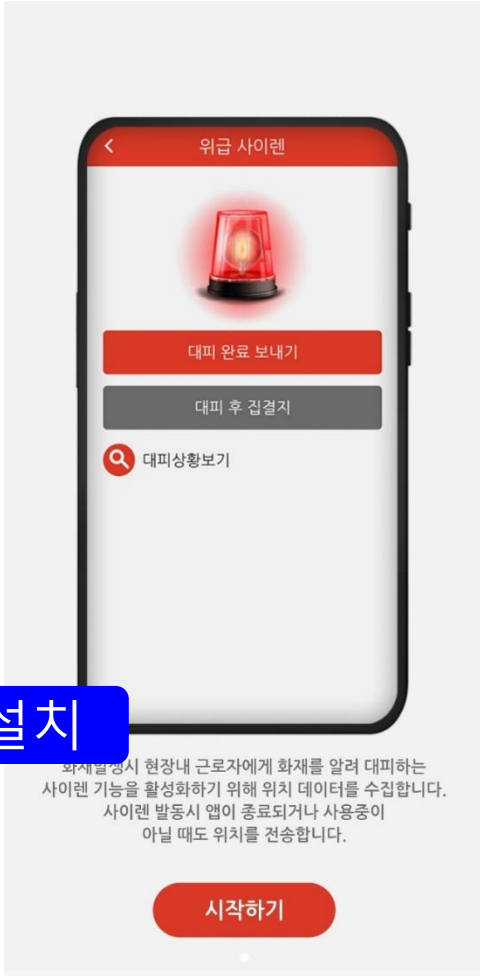 위급 사이렌
대피 완료 보내기
대피 후 집결지
대피상황보기
설치
화재발생시 현장내 근로자에게 화재를 알려 대피하는
사이렌 기능을 활성화하기 위해 위치 데이터를 수집합니다.
사이렌 발동시 앱이 종료되거나 사용중이
아닐 때도 위치를 전송합니다.
시작하기